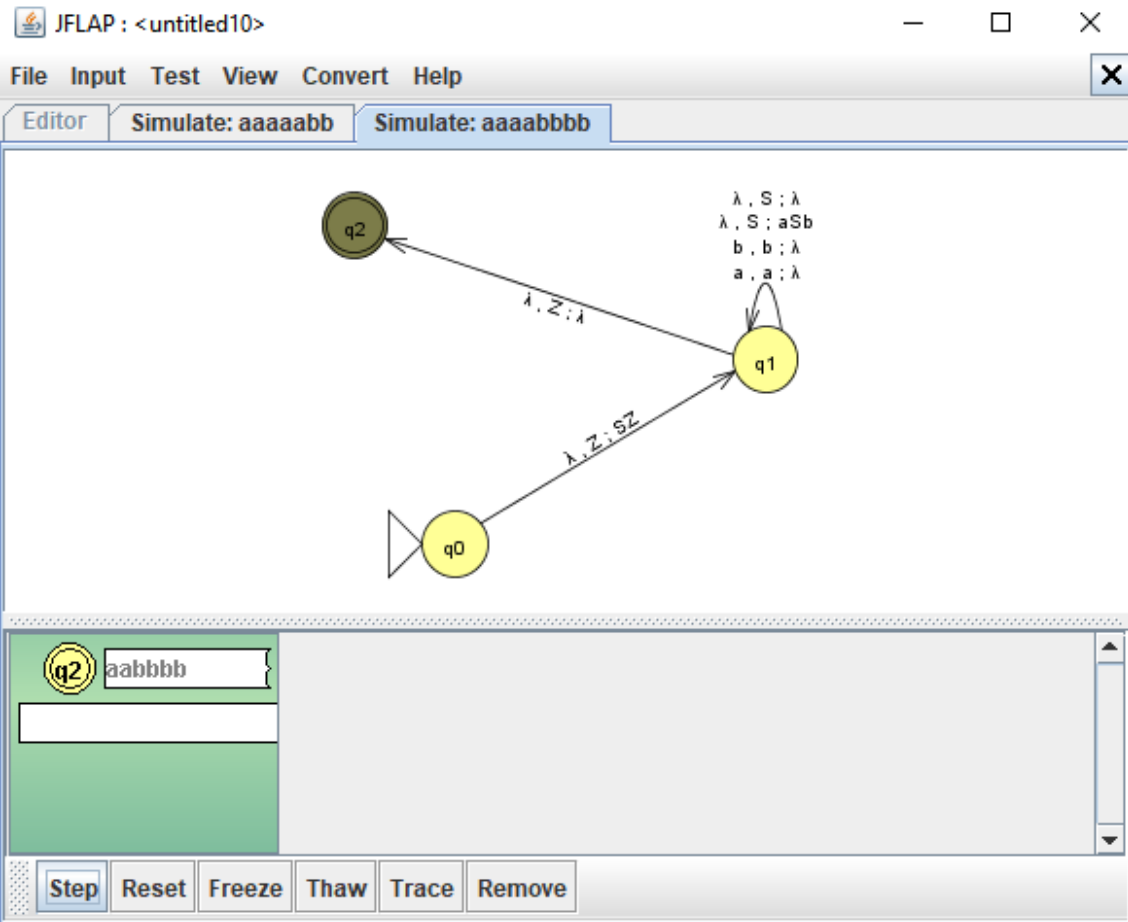 JFLAP : <untitled10>
File Input Test View Convert Help
Editor Simulate: aaaaabb Simulate: aaaabbbb
λ , S ; λ
λ , S ; aSb
b , b ; λ
a , a ; λ
q2
λ , Z ; λ
q1
λ , Z ; SZ
q0
q2 aabbbb
Step Reset Freeze Thaw Trace Remove